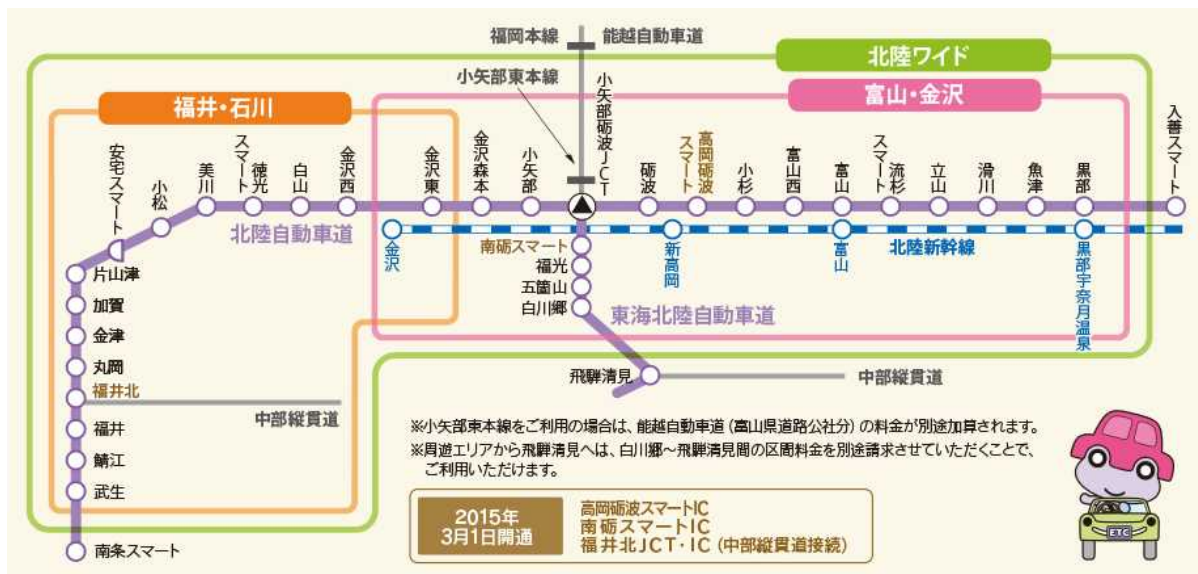 福岡本線
能越自動車道
北陸ワイド
小矢部東本線
富山・金沢
福井・石川
安宅スマート
小松
美川
徳光スマート
白山
金沢西
金沢東
金沢森本
小矢部
小矢部砺波JCT
砺波
高岡砺波スマート
小杉
富山西
富山
流杉スマート
立山
滑川
魚津
黒部
入善スマート
北陸自動車道
金沢
新高岡
富山
北陸新幹線
黒部宇奈月温泉
南砺スマート
福光
五箇山
白川郷
東海北陸自動車道
飛騨清見
中部縦貫道
片山津
加賀
金津
丸岡
福井北
中部縦貫道
福井
鯖江
武生
南条スマート
※小矢部東本線をご利用の場合は、能越自動車道(富山県道路公社分)の料金が別途加算されます。
※周遊エリアから飛騨清見へは、白川郷~飛騨清見間の区間料金を別途請求させていただくことで、
ご利用いただけます。
2015年
3月1日開通
高岡砺波スマートIC
南砺スマートIC
福井北JCT・IC(中部縦貫道接続)
ETC